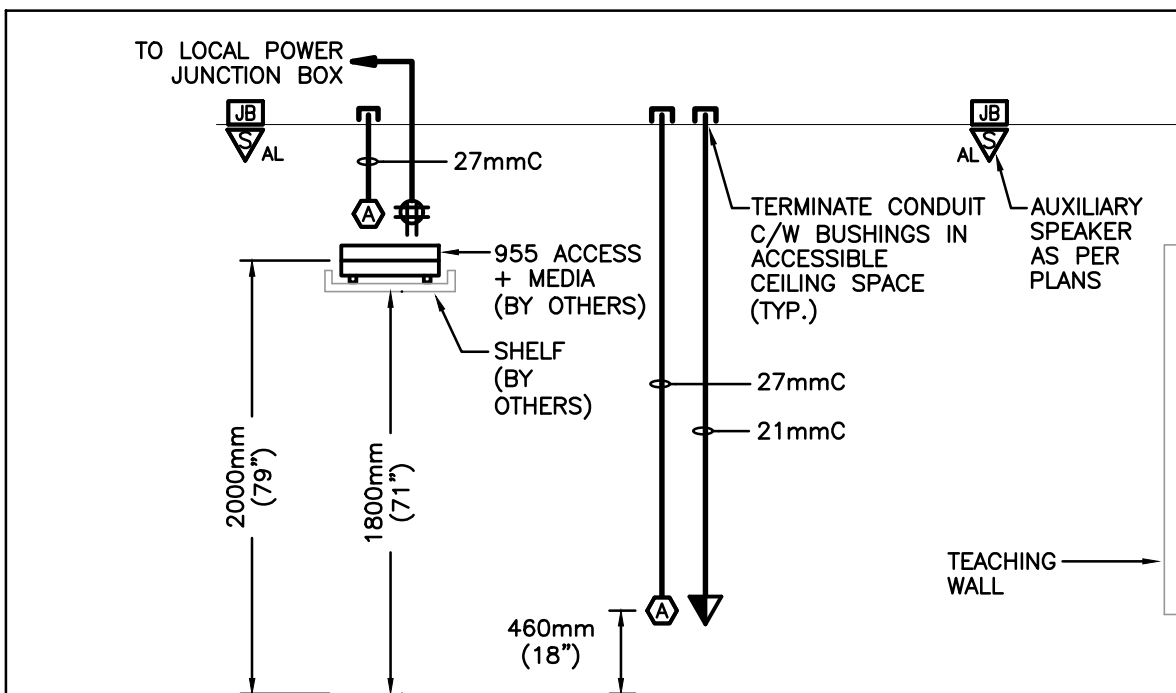 TO LOCAL POWER
JUNCTION BOX
JB
S
AL
27mmC
A
955 ACCESS
+ MEDIA
(BY OTHERS)
SHELF
(BY
OTHERS)
2000mm
(79”)
1800mm
(71”)
JB
S
AL
TERMINATE CONDUIT
C/W BUSHINGS IN
ACCESSIBLE
CEILING SPACE
(TYP.)
AUXILIARY
SPEAKER
AS PER
PLANS
27mmC
21mmC
A
460mm
(18”)
TEACHING
WALL